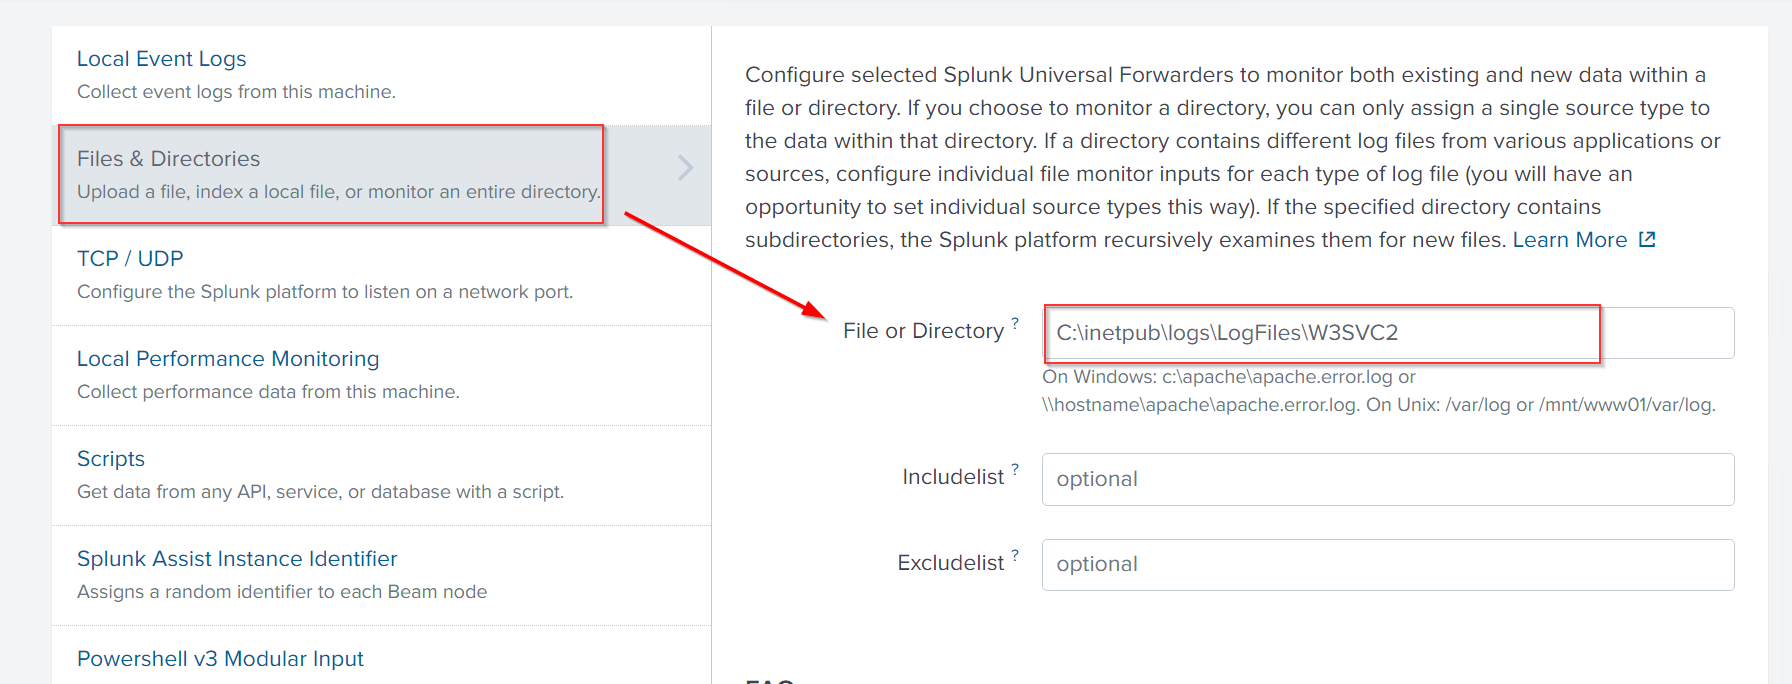 Local Event Logs
Collect event logs from this machine.
Files & Directories
Upload a file, index a local file, or monitor an entire directory.
TCP / UDP
Configure the Splunk platform to listen on a network port.
Local Performance Monitoring
Collect performance data from this machine.
Scripts
Get data from any API, service, or database with a script.
Splunk Assist Instance Identifier
Assigns a random identifier to each Beam node
Powershell v3 Modular Input
Configure selected Splunk Universal Forwarders to monitor both existing and new data within a
file or directory. If you choose to monitor a directory, you can only assign a single source type to
the data within that directory. If a directory contains different log files from various applications or
sources, configure individual file monitor inputs for each type of log file (you will have an
opportunity to set individual source types this way). If the specified directory contains
subdirectories, the Splunk platform recursively examines them for new files. Learn More
File or Directory ?
C:\inetpub\logs\LogFiles\W3SVC2
On Windows: c:\apache\apache.error.log or
\\hostname\apache\apache.error.log. On Unix: /var/log or /mnt/www01/var/log.
Includelist ?
optional
Excludelist ?
optional